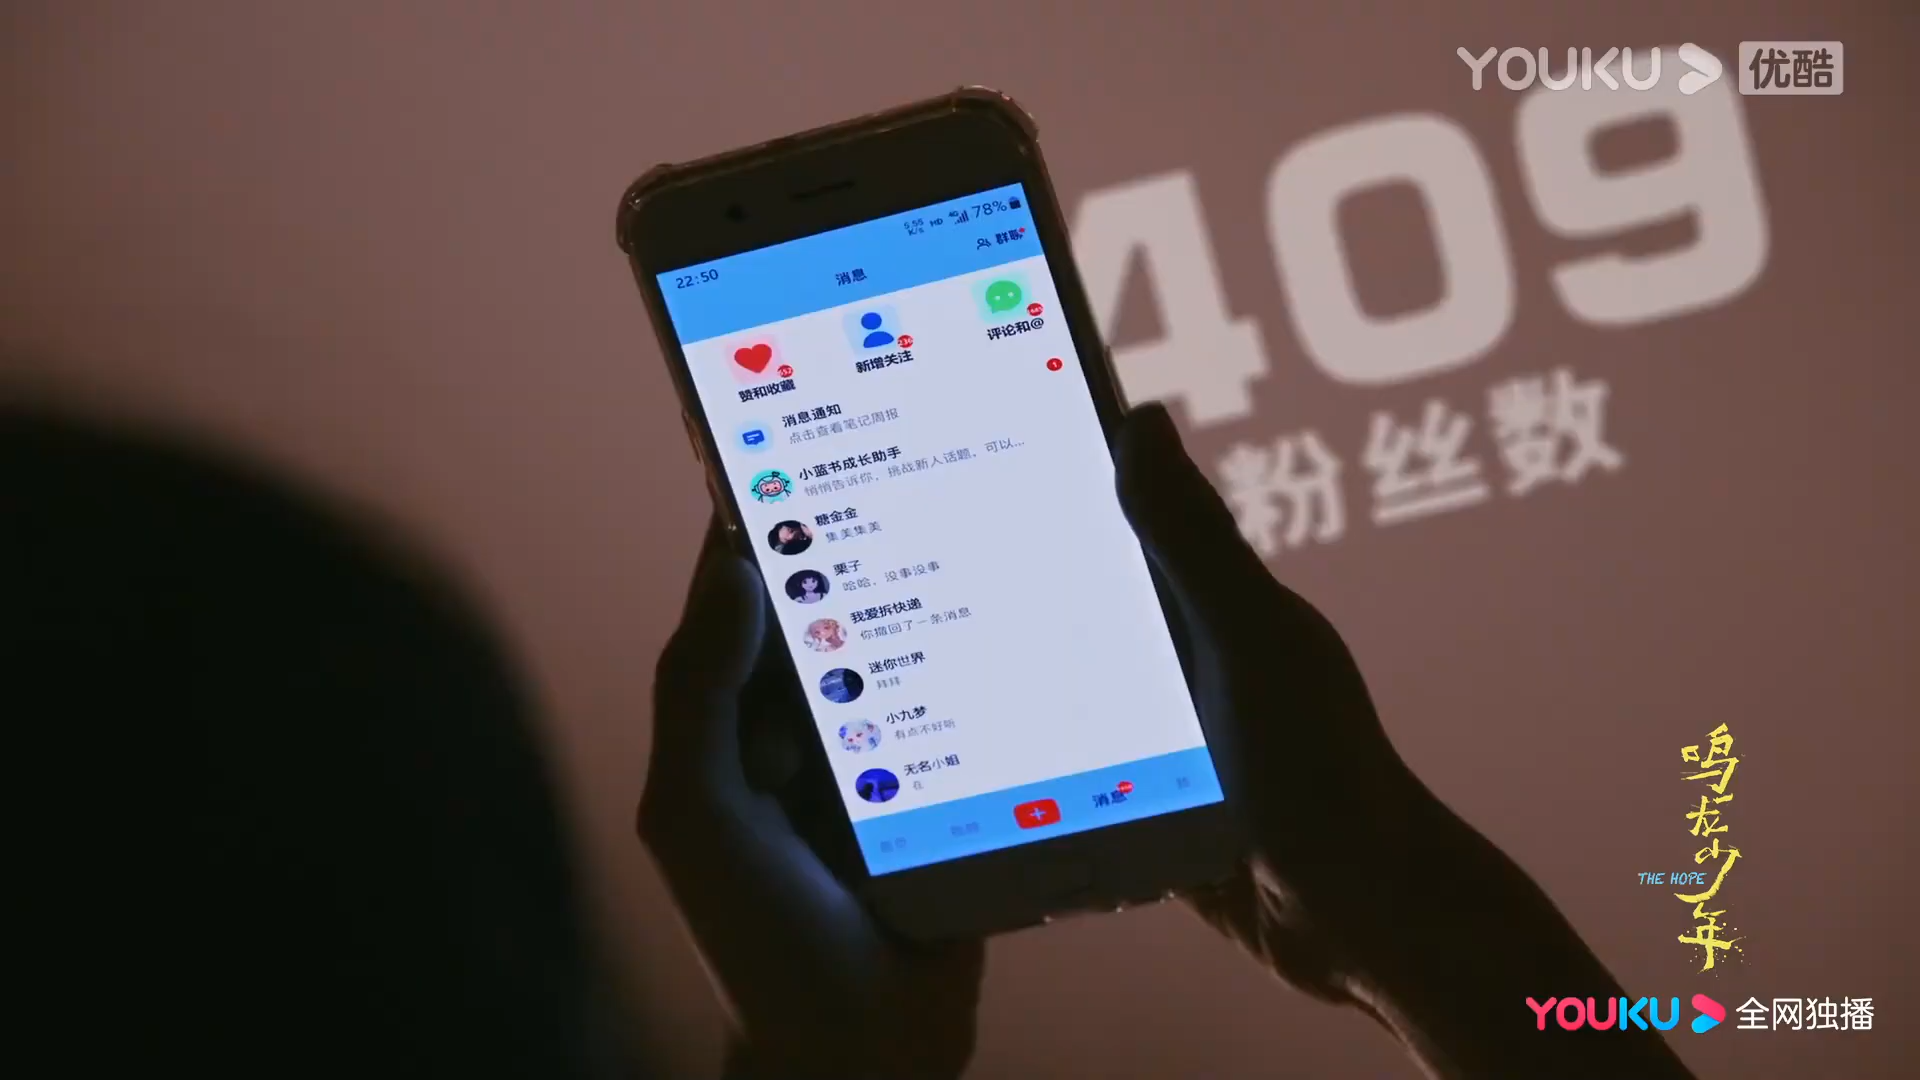 YOUKU 优酷
409
粉丝数
5.55 K/s HD 4G 78%
22:50
消息
群聊
赞和收藏
新增关注
评论和@
1
消息通知
点击查看笔记周报
小蓝书成长助手
悄悄告诉你，挑战新人话题，可以...
糖金金
集美集美
栗子
哈哈，没事没事
我爱拆快递
你撤回了一条消息
迷你世界
拜拜
小九梦
有点不好听
无名小姐
在
消息
我
鸣龙少年
THE HOPE
YOUKU 全网独播